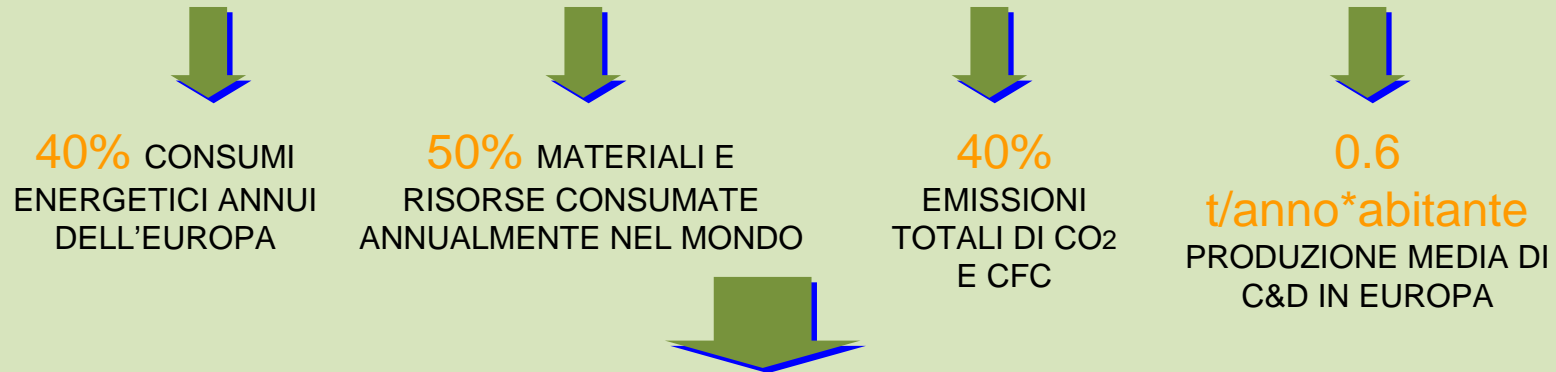 40% CONSUMI
ENERGETICI ANNUI
DELL'EUROPA
50% MATERIALI E
RISORSE CONSUMATE
ANNUALMENTE NEL MONDO
40%
EMISSIONI
TOTALI DI CO2
E CFC
0.6
t/anno*abitante
PRODUZIONE MEDIA DI
C&D IN EUROPA